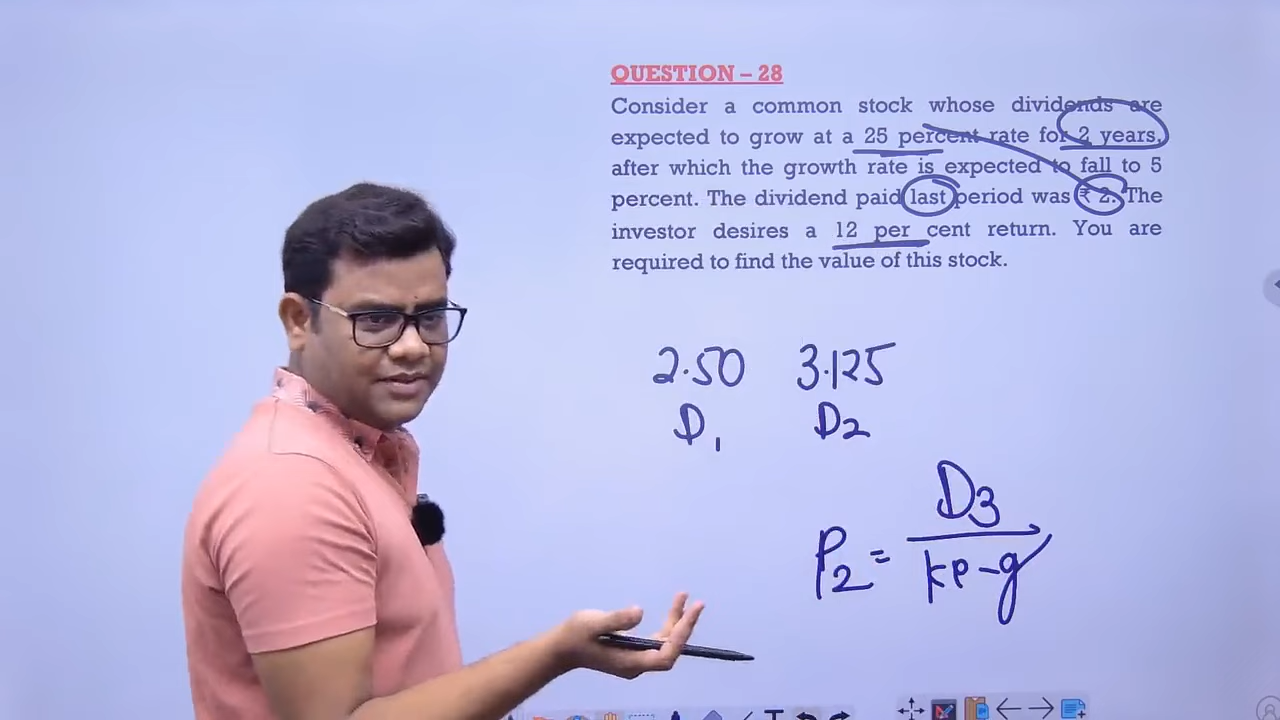 QUESTION – 28
Consider a common stock whose dividends are
expected to grow at a 25 percent rate for 2 years,
after which the growth rate is expected to fall to 5
percent. The dividend paid last period was ₹ 2. The
investor desires a 12 per cent return. You are
required to find the value of this stock.
2.50 3.125
D1 D2
P2 = D3
ke-g